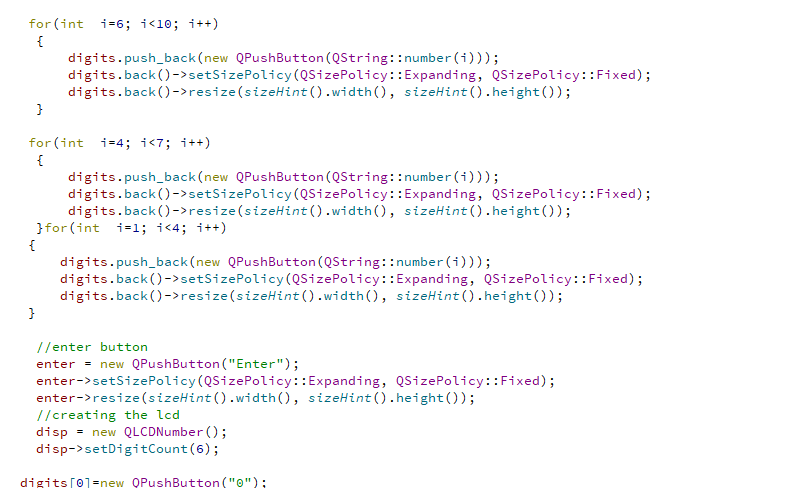 for(int  i=6; i<10; i++)
{
digits.push_back(new QPushButton(QString::number(i)));
digits.back()->setSizePolicy(QSizePolicy::Expanding, QSizePolicy::Fixed);
digits.back()->resize(sizeHint().width(), sizeHint().height());
}
for(int  i=4; i<7; i++)
{
digits.push_back(new QPushButton(QString::number(i)));
digits.back()->setSizePolicy(QSizePolicy::Expanding, QSizePolicy::Fixed);
digits.back()->resize(sizeHint().width(), sizeHint().height());
}for(int  i=1; i<4; i++)
{
digits.push_back(new QPushButton(QString::number(i)));
digits.back()->setSizePolicy(QSizePolicy::Expanding, QSizePolicy::Fixed);
digits.back()->resize(sizeHint().width(), sizeHint().height());
}
//enter button
enter = new QPushButton("Enter");
enter->setSizePolicy(QSizePolicy::Expanding, QSizePolicy::Fixed);
enter->resize(sizeHint().width(), sizeHint().height());
//creating the lcd
disp = new QLCDNumber();
disp->setDigitCount(6);
digits[0]=new QPushButton("0");